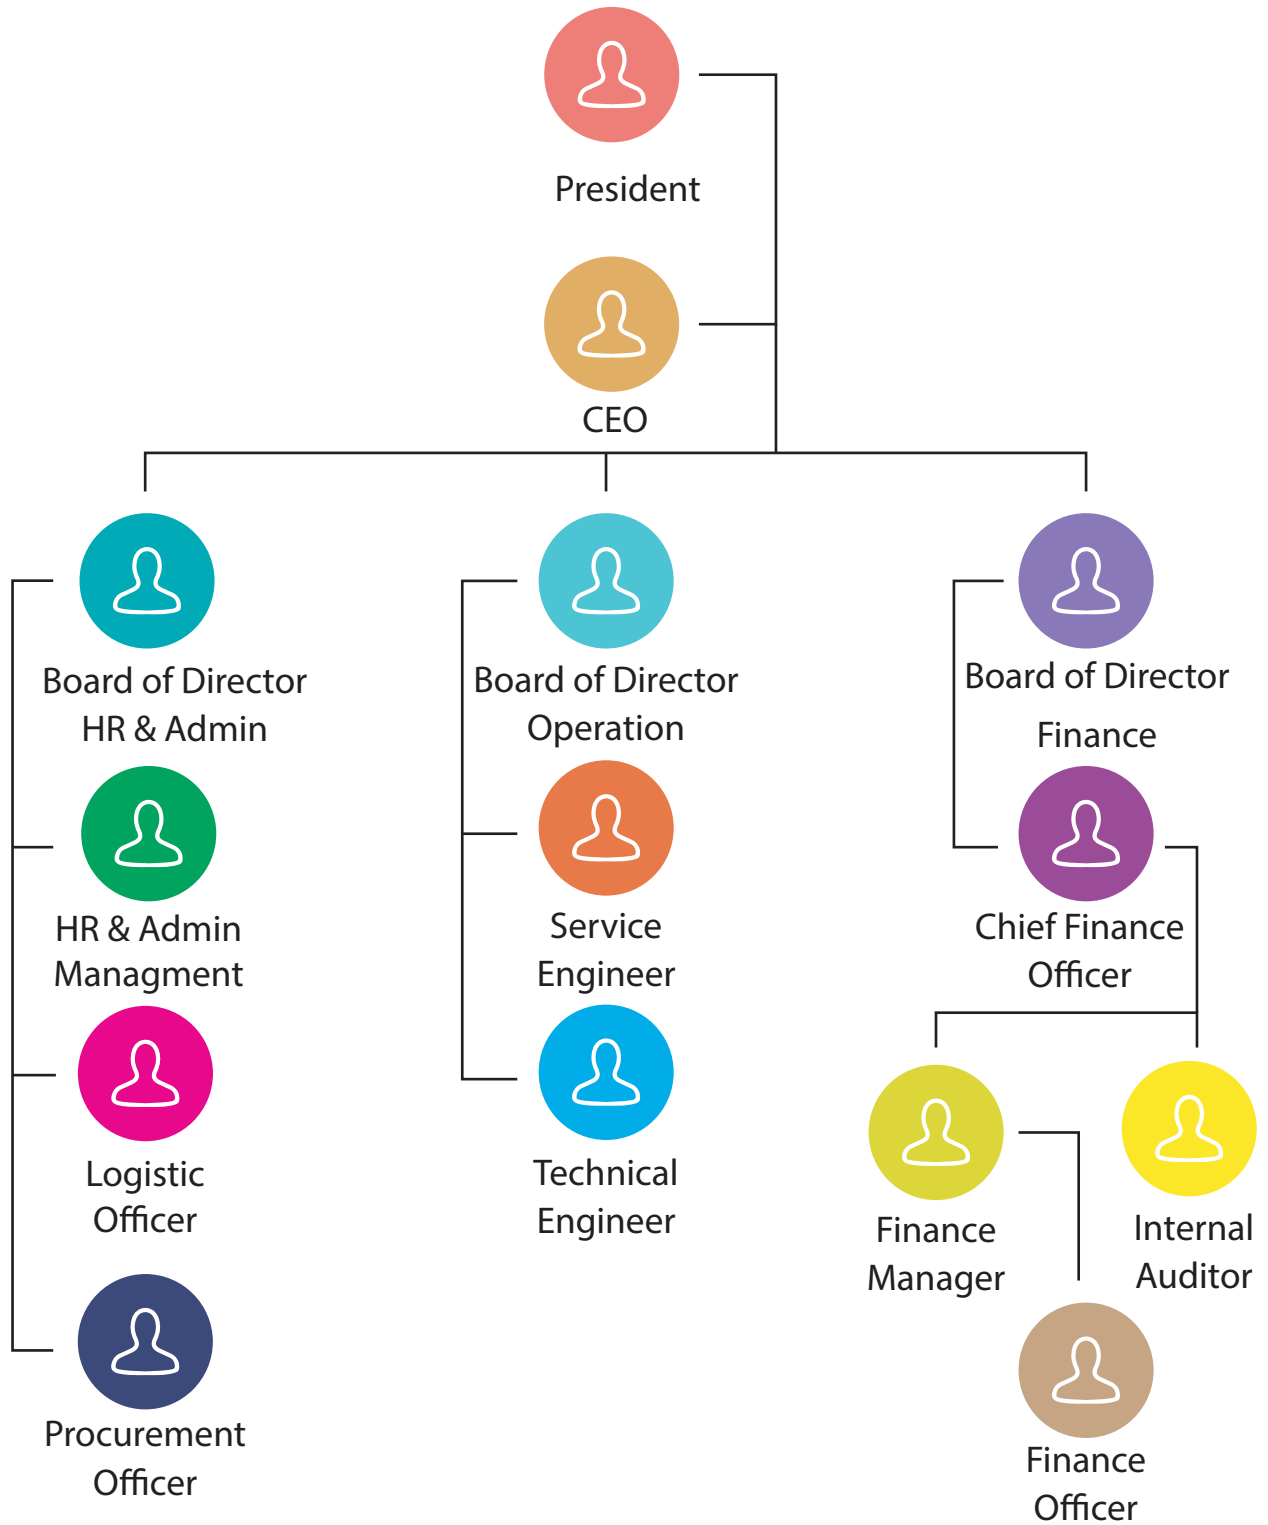 President
CEO
Board of Director
HR & Admin
Board of Director
Operation
Board of Director
Finance
HR & Admin
Managment
Service
Engineer
Chief Finance
Officer
Logistic
Officer
Technical
Engineer
Finance
Manager
Internal
Auditor
Procurement
Officer
Finance
Officer